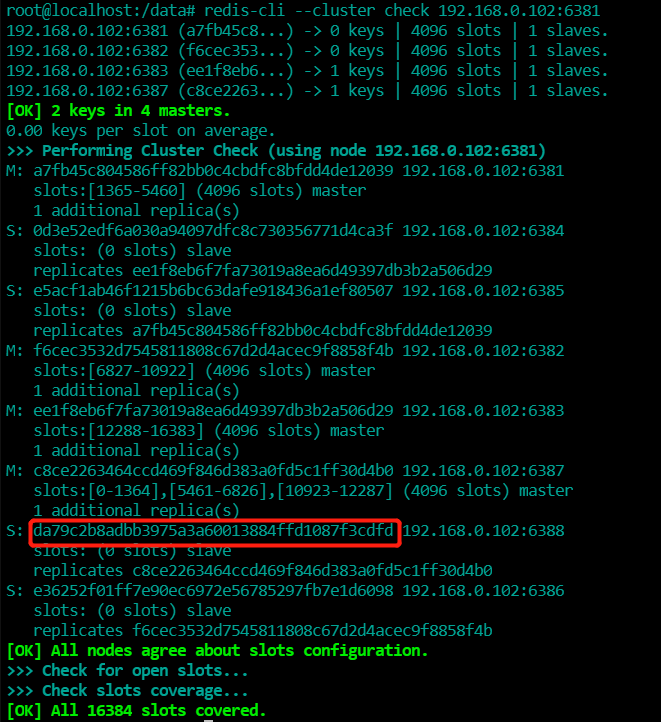 root@localhost:/data# redis-cli --cluster check 192.168.0.102:6381
192.168.0.102:6381 (a7fb45c8...) -> 0 keys | 4096 slots | 1 slaves.
192.168.0.102:6382 (f6cec353...) -> 0 keys | 4096 slots | 1 slaves.
192.168.0.102:6383 (ee1f8eb6...) -> 1 keys | 4096 slots | 1 slaves.
192.168.0.102:6387 (c8ce2263...) -> 1 keys | 4096 slots | 1 slaves.
[OK] 2 keys in 4 masters.
0.00 keys per slot on average.
>>> Performing Cluster Check (using node 192.168.0.102:6381)
M: a7fb45c804586ff82bb0c4cbdfc8bfdd4de12039 192.168.0.102:6381
slots:[1365-5460] (4096 slots) master
1 additional replica(s)
S: 0d3e52edf6a030a94097dfc8c730356771d4ca3f 192.168.0.102:6384
slots: (0 slots) slave
replicates ee1f8eb6f7fa73019a8ea6d49397db3b2a506d29
S: e5acf1ab46f1215b6bc63dafe918436a1ef80507 192.168.0.102:6385
slots: (0 slots) slave
replicates a7fb45c804586ff82bb0c4cbdfc8bfdd4de12039
M: f6cec3532d7545811808c67d2d4acec9f8858f4b 192.168.0.102:6382
slots:[6827-10922] (4096 slots) master
1 additional replica(s)
M: ee1f8eb6f7fa73019a8ea6d49397db3b2a506d29 192.168.0.102:6383
slots:[12288-16383] (4096 slots) master
1 additional replica(s)
M: c8ce2263464ccd469f846d383a0fd5c1ff30d4b0 192.168.0.102:6387
slots:[0-1364],[5461-6826],[10923-12287] (4096 slots) master
1 additional replica(s)
S: da79c2b8adbb3975a3a60013884ffd1087f3cdfd 192.168.0.102:6388
slots: (0 slots) slave
replicates c8ce2263464ccd469f846d383a0fd5c1ff30d4b0
S: e36252f01ff7e90ec6972e56785297fb7e1d6098 192.168.0.102:6386
slots: (0 slots) slave
replicates f6cec3532d7545811808c67d2d4acec9f8858f4b
[OK] All nodes agree about slots configuration.
>>> Check for open slots...
>>> Check slots coverage...
[OK] All 16384 slots covered.